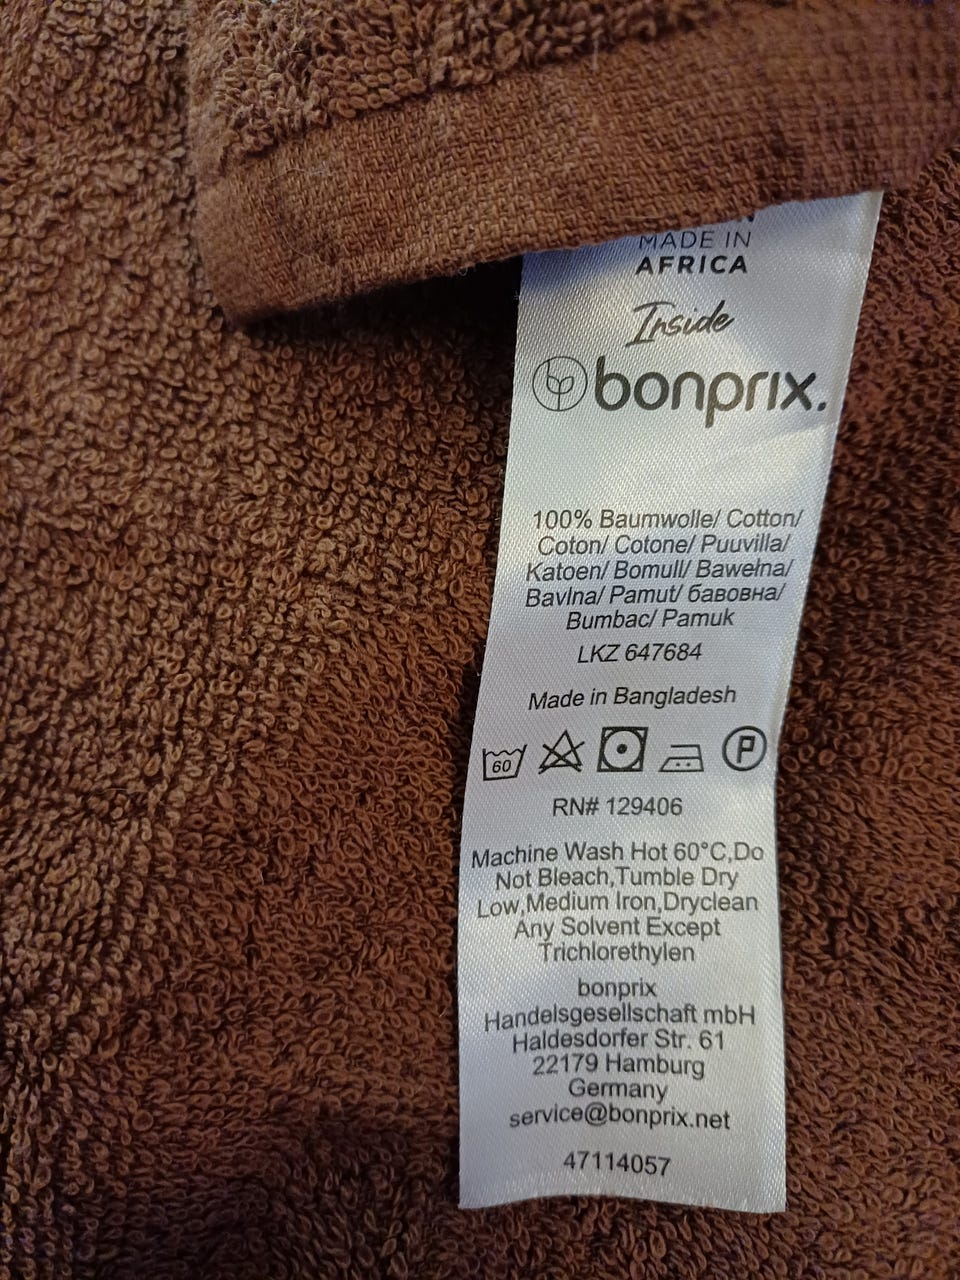 MADE IN
AFRICA
Inside
bonprix.
100% Baumwolle/ Cotton/
Coton/ Cotone/ Puuvilla/
Katoen/ Bomull/ Bawełna/
Bavlna/ Pamut/ бавовна/
Bumbac/ Pamuk
LKZ 647684
Made in Bangladesh
60 P
RN# 129406
Machine Wash Hot 60°C,Do
Not Bleach,Tumble Dry
Low,Medium Iron,Dryclean
Any Solvent Except
Trichlorethylen
bonprix
Handelsgesellschaft mbH
Haldesdorfer Str. 61
22179 Hamburg
Germany
service@bonprix.net
47114057